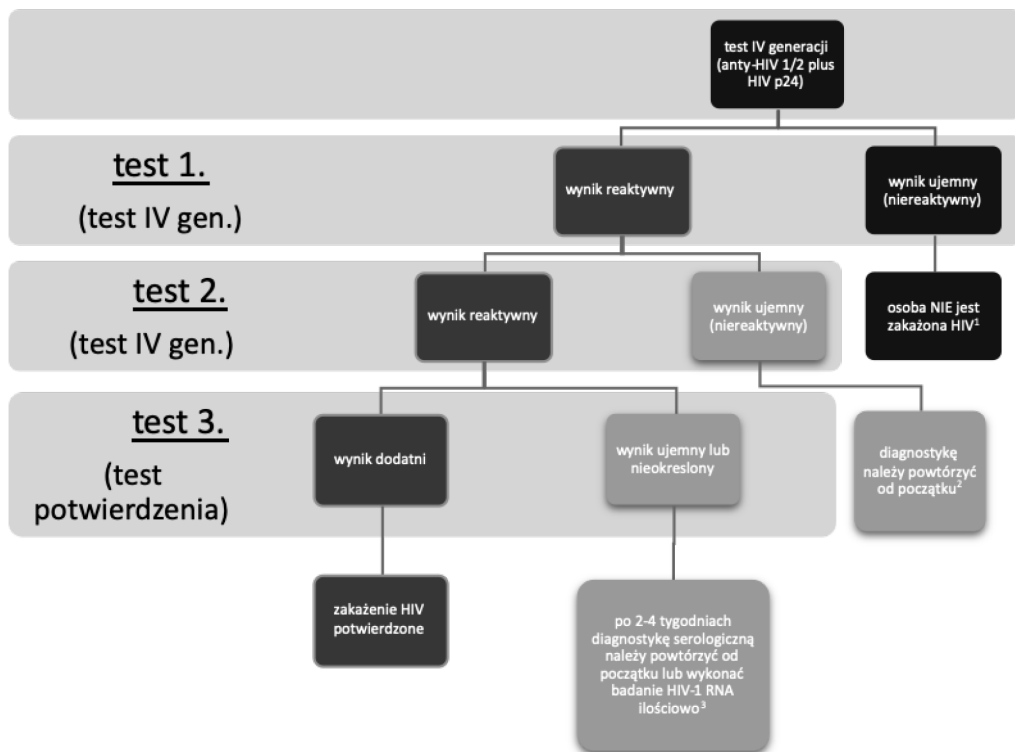 test IV generacji
(anty-HIV 1/2 plus
HIV p24)
test 1.
(test IV gen.)
wynik reaktywny
wynik ujemny
(niereaktywny)
test 2.
(test IV gen.)
wynik reaktywny
wynik ujemny
(niereaktywny)
osoba NIE jest
zakażona HIV¹
test 3.
(test
potwierdzenia)
wynik dodatni
wynik ujemny lub
nieokreslony
diagnostykę
należy powtórzyć
od początku²
zakażenie HIV
potwierdzone
po 2-4 tygodniach
diagnostykę serologiczną
należy powtórzyć od
początku lub wykonać
badanie HIV-1 RNA
ilościowo³